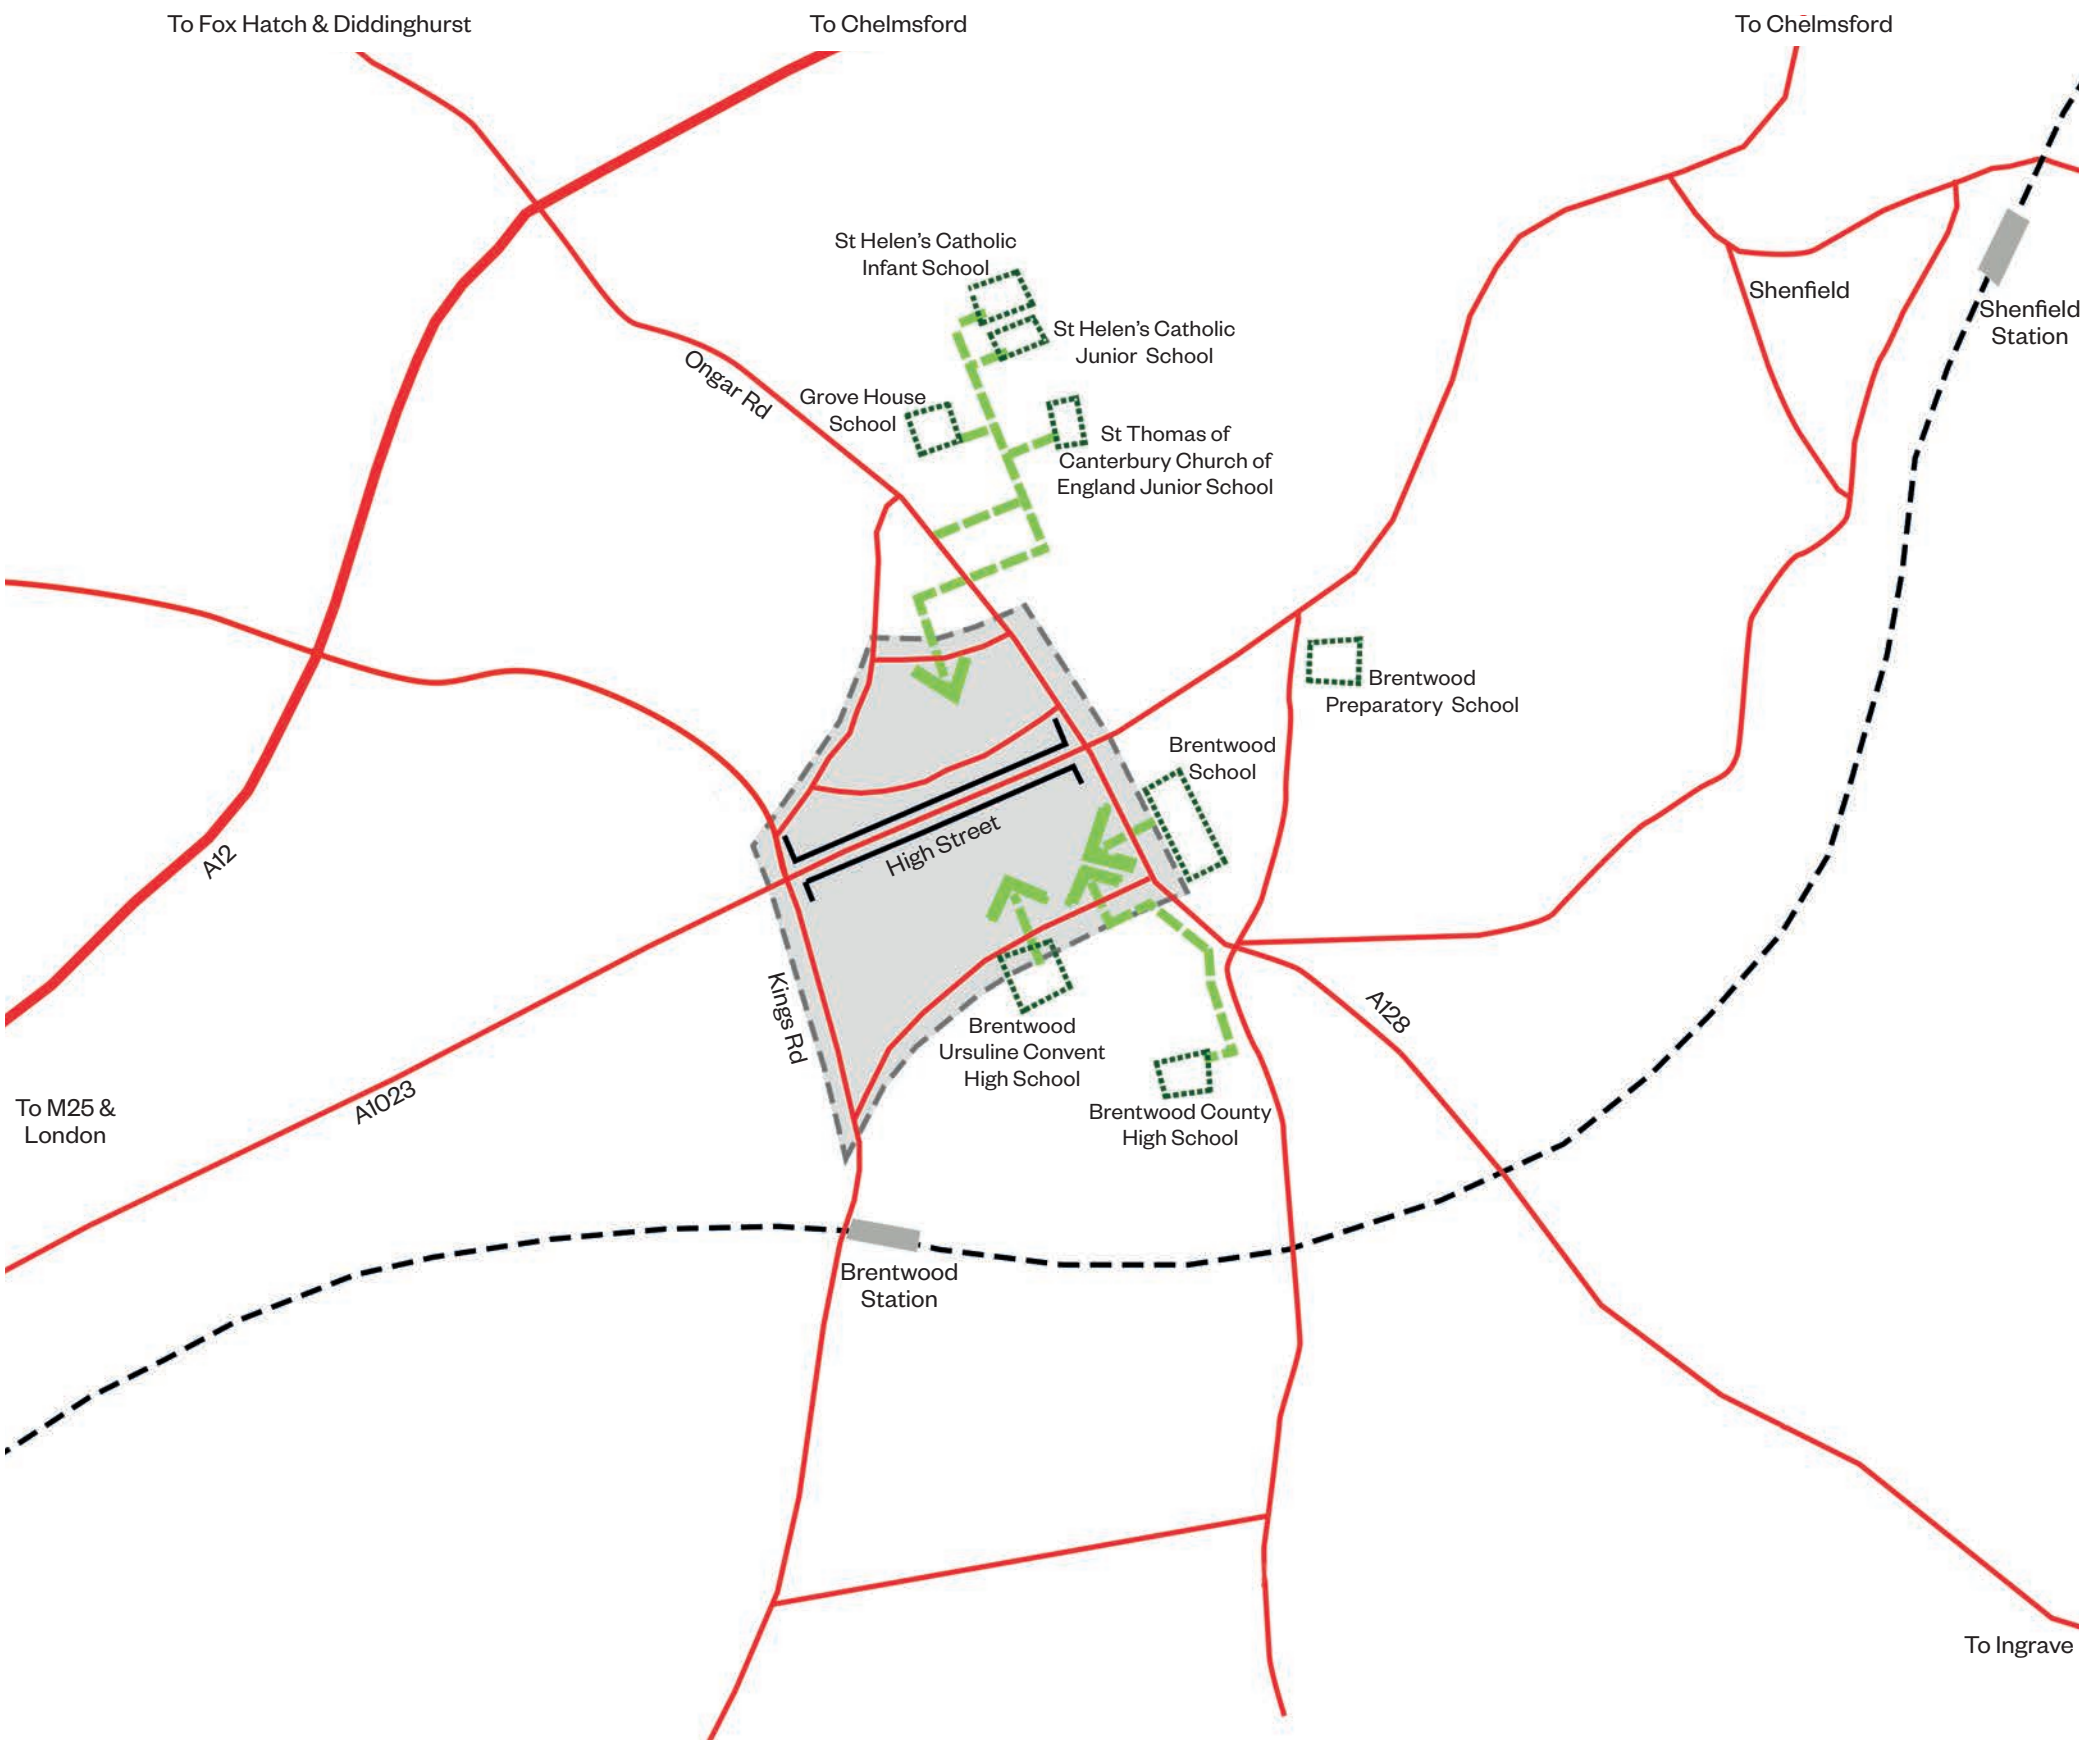 To Fox Hatch & Diddinghurst
To Chelmsford
To Chelmsford
St Helen's Catholic
Infant School
Shenfield
Shenfield
Station
St Helen's Catholic
Junior School
Ongar Rd
Grove House
School
St Thomas of
Canterbury Church of
England Junior School
Brentwood
Preparatory School
Brentwood
School
High Street
A12
Kings Rd
A128
Brentwood
Ursuline Convent
High School
A1023
To M25 &
London
Brentwood County
High School
Brentwood
Station
To Ingrave